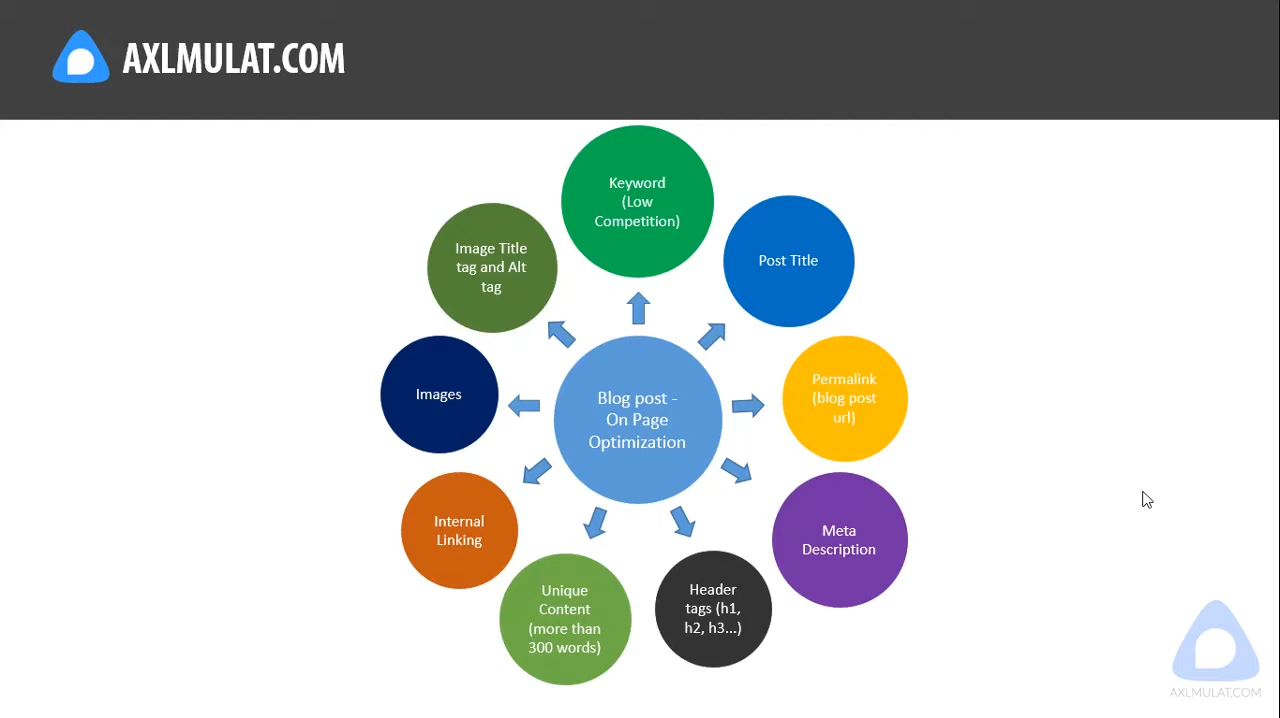 AXLMULAT.COM
Keyword
(Low
Competition)
Post Title
Permalink
(blog post
url)
Meta
Description
Header
tags (h1,
h2, h3...)
Unique
Content
(more than
300 words)
Internal
Linking
Images
Image Title
tag and Alt
tag
Blog post -
On Page
Optimization
AXLMULAT.COM